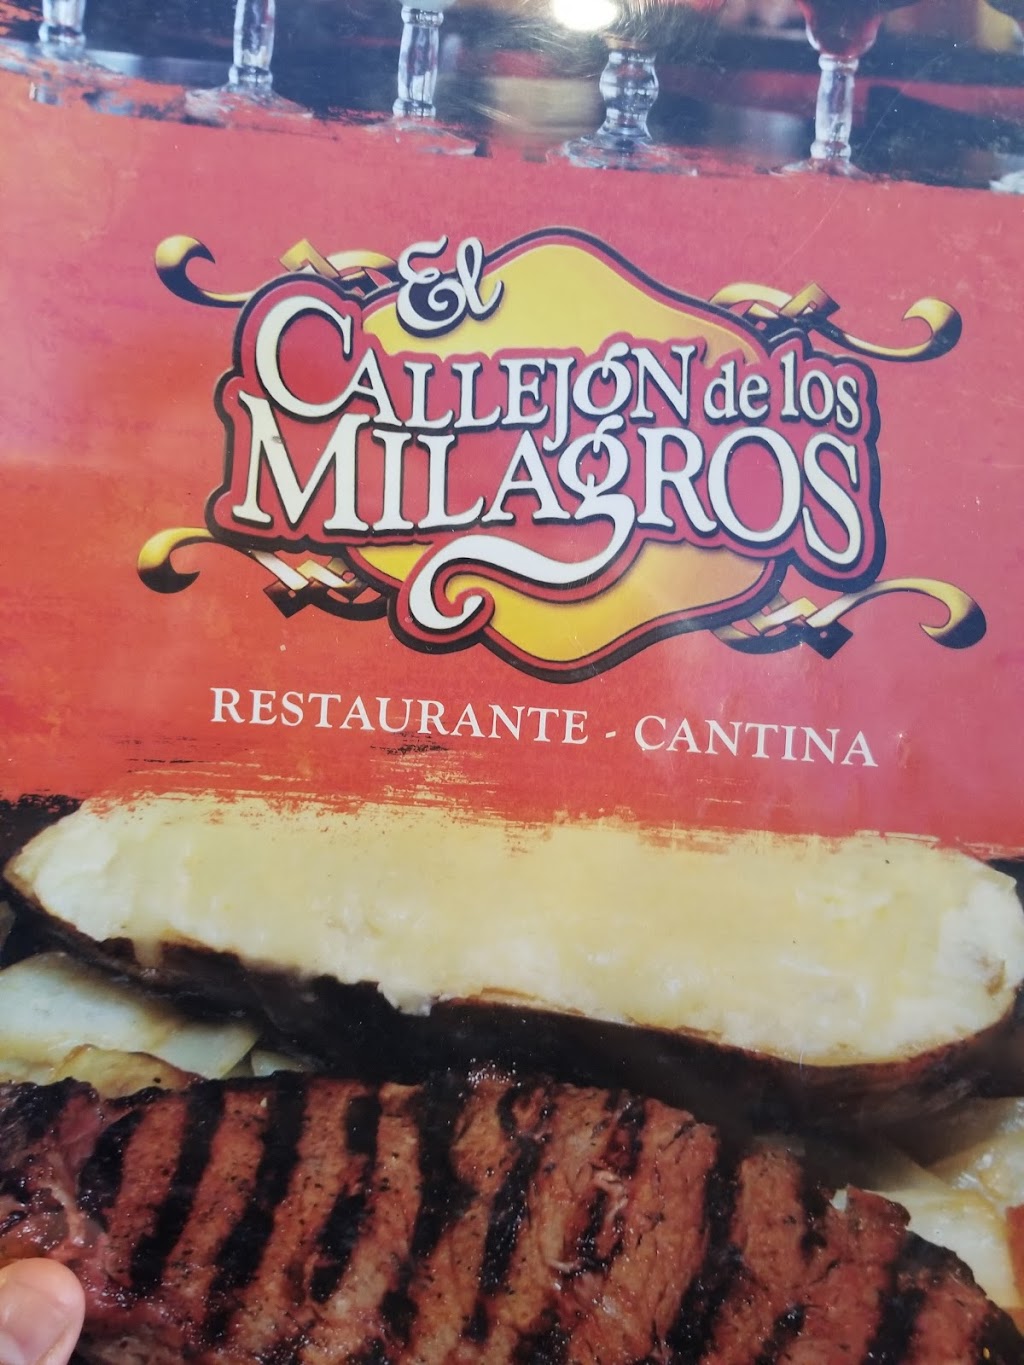 El
CALLEJÓN de los
MILAGROS
RESTAURANTE - CANTINA